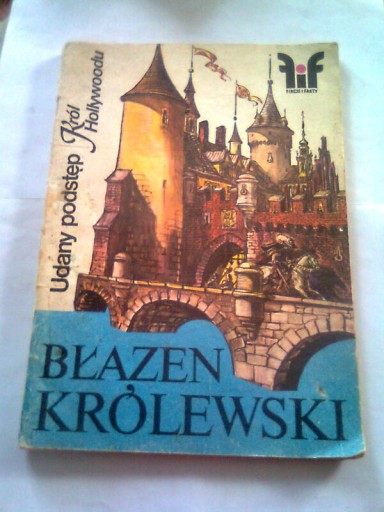 fif
FIKCJE I FAKTY
Udany podstęp
Król
Hollywoodu
BŁAZEN
KRÓLEWSKI